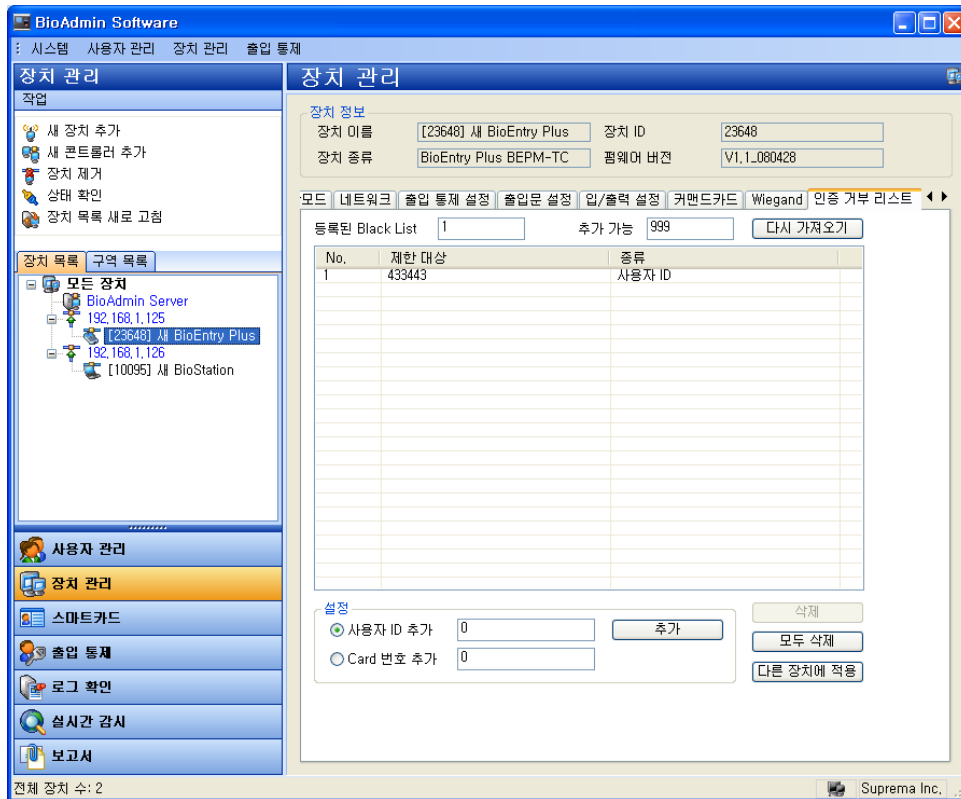 BioAdmin Software
시스템 사용자 관리 장치 관리 출입 통제
장치 관리
작업
새 장치 추가
새 콘트롤러 추가
장치 제거
상태 확인
장치 목록 새로 고침
장치 목록 구역 목록
모든 장치
BioAdmin Server
192.168.1.125
[23648] 새 BioEntry Plus
192.168.1.126
[10095] 새 BioStation
사용자 관리
장치 관리
스마트카드
출입 통제
로그 확인
실시간 감시
보고서
장치 관리
장치 정보
장치 이름 [23648] 새 BioEntry Plus 장치 ID 23648
장치 종류 BioEntry Plus BEPM-TC 펌웨어 버젼 V1.1_080428
모드 네트워크 출입 통제 설정 출입문 설정 입/출력 설정 커맨드카드 Wiegand 인증 거부 리스트
등록된 Black List 1 추가 가능 999 다시 가져오기
No. 제한 대상 종류
1 433443 사용자 ID
설정
사용자 ID 추가 0 추가
Card 번호 추가 0
삭제
모두 삭제
다른 장치에 적용
전체 장치 수: 2 Suprema Inc.